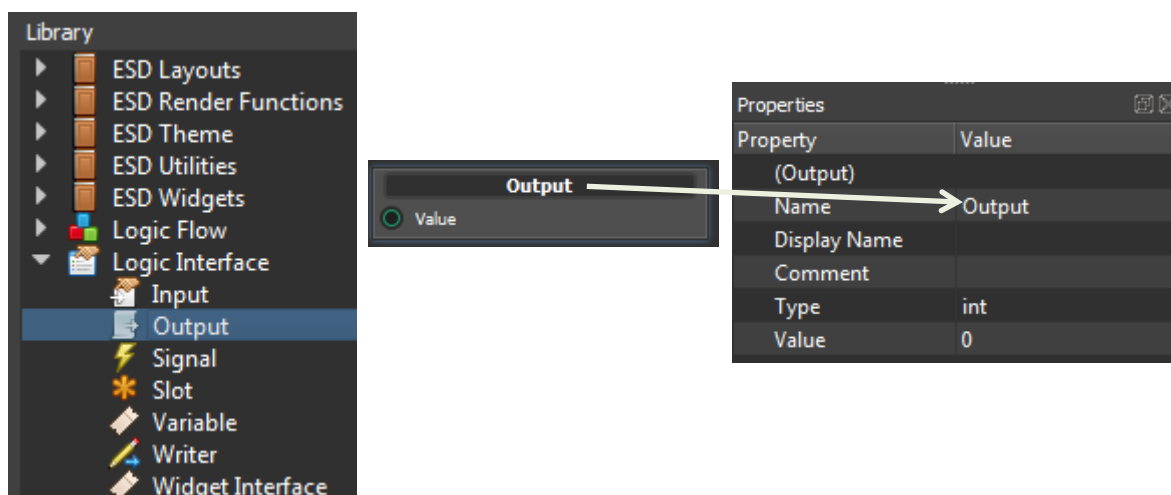 Library
ESD Layouts
ESD Render Functions
ESD Theme
ESD Utilities
ESD Widgets
Logic Flow
Logic Interface
Input
Output
Signal
Slot
Variable
Writer
Widget Interface
Output
Value
Properties
Property Value
(Output)
Name Output
Display Name
Comment
Type int
Value 0